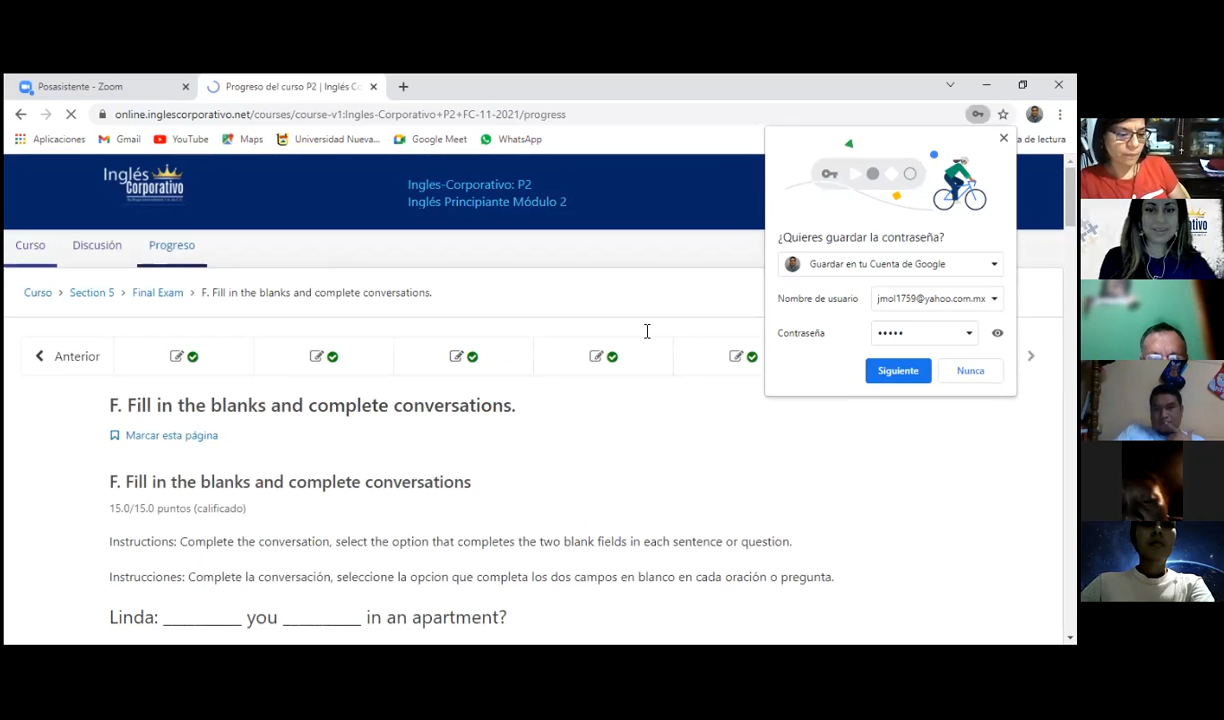 Posasistente - Zoom
Progreso del curso P2 | Inglés Co
online.inglescorporativo.net/courses/course-v1:Ingles-Corporativo+P2+FC-11-2021/progress
Aplicaciones Gmail YouTube Maps Universidad Nueva... Google Meet WhatsApp
a de lectura
Inglés Corporativo
Ingles-Corporativo: P2
Inglés Principiante Módulo 2
Curso Discusión Progreso
¿Quieres guardar la contraseña?
Guardar en tu Cuenta de Google
Nombre de usuario jmol1759@yahoo.com.mx
Contraseña •••••
Siguiente Nunca
Curso > Section 5 > Final Exam > F. Fill in the blanks and complete conversations.
Anterior
F. Fill in the blanks and complete conversations.
Marcar esta página
F. Fill in the blanks and complete conversations
15.0/15.0 puntos (calificado)
Instructions: Complete the conversation, select the option that completes the two blank fields in each sentence or question.
Instrucciones: Complete la conversación, seleccione la opcion que completa los dos campos en blanco en cada oración o pregunta.
Linda: _________ you _________ in an apartment?